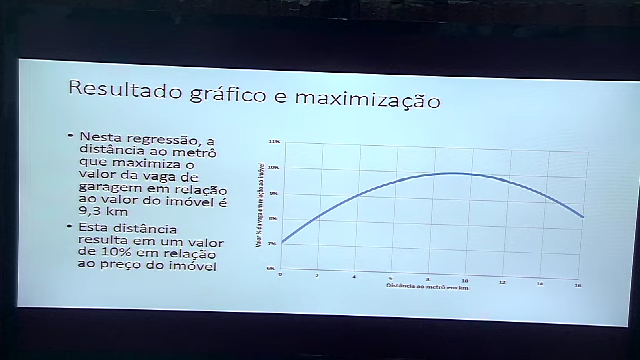 Resultado gráfico e maximização
• Nesta regressão, a
distância ao metrô
que maximiza o
valor da vaga de
garagem em relação
ao valor do imóvel é
9,3 km
• Esta distância
resulta em um valor
de 10% em relação
ao preço do imóvel
11%
10%
9%
8%
7%
6%
0 2 4 6 8 10 12 14 16
Distância ao metrô em km